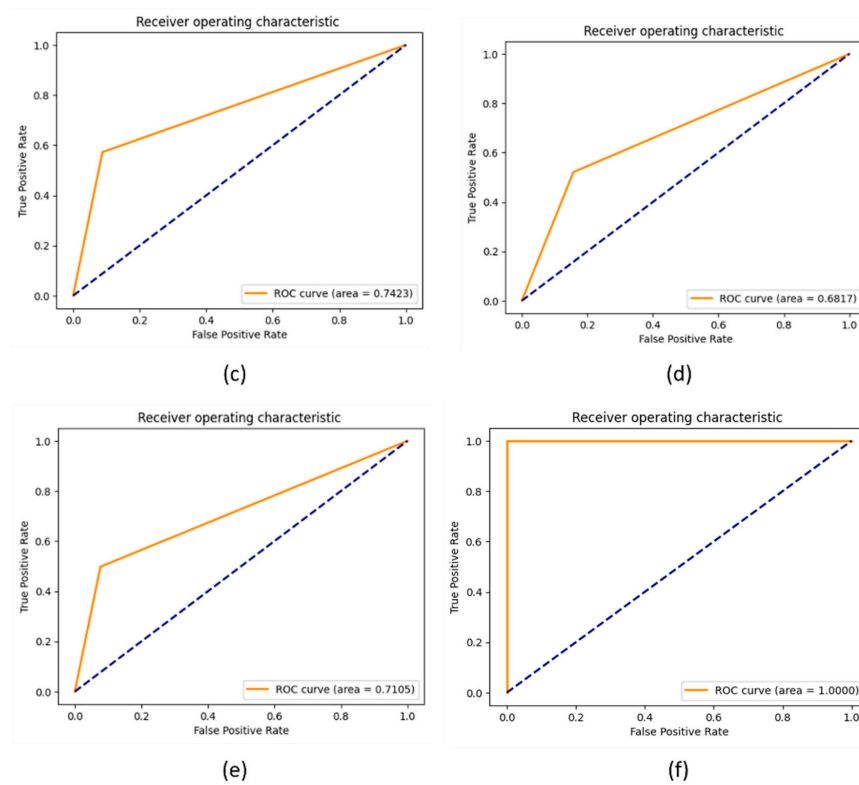 Receiver operating characteristic
1.0
0.8
0.6
0.4
0.2
0.0
True Positive Rate
ROC curve (area = 0.7423)
0.0 0.2 0.4 0.6 0.8 1.0
False Positive Rate
(c)
Receiver operating characteristic
1.0
0.8
0.6
0.4
0.2
0.0
True Positive Rate
ROC curve (area = 0.6817)
0.0 0.2 0.4 0.6 0.8 1.0
False Positive Rate
(d)
Receiver operating characteristic
1.0
0.8
0.6
0.4
0.2
0.0
True Positive Rate
ROC curve (area = 0.7105)
0.0 0.2 0.4 0.6 0.8 1.0
False Positive Rate
(e)
Receiver operating characteristic
1.0
0.8
0.6
0.4
0.2
0.0
True Positive Rate
ROC curve (area = 1.0000)
0.0 0.2 0.4 0.6 0.8 1.0
False Positive Rate
(f)